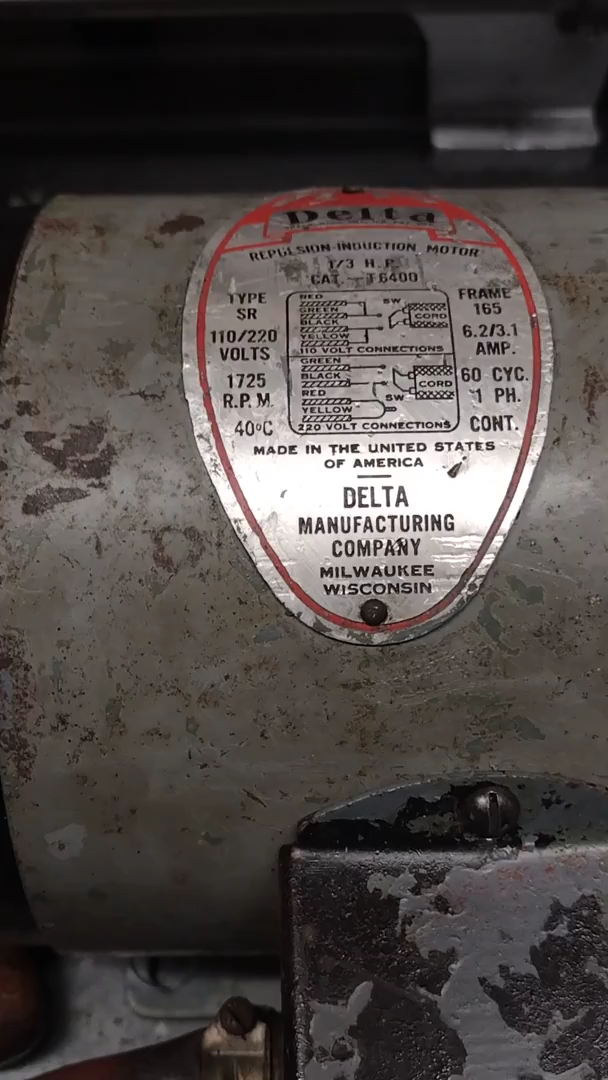 Delta
REPULSION-INDUCTION MOTOR
1/3 H.P.
CAT. T6400
TYPE
SR
110/220
VOLTS
1725
R.P.M.
40°C
RED
GREEN
BLACK
YELLOW
SW
CORD
110 VOLT CONNECTIONS
GREEN
BLACK
RED
YELLOW
SW
CORD
220 VOLT CONNECTIONS
FRAME
165
6.2/3.1
AMP.
60 CYC.
1 PH.
CONT.
MADE IN THE UNITED STATES
OF AMERICA
DELTA
MANUFACTURING
COMPANY
MILWAUKEE
WISCONSIN